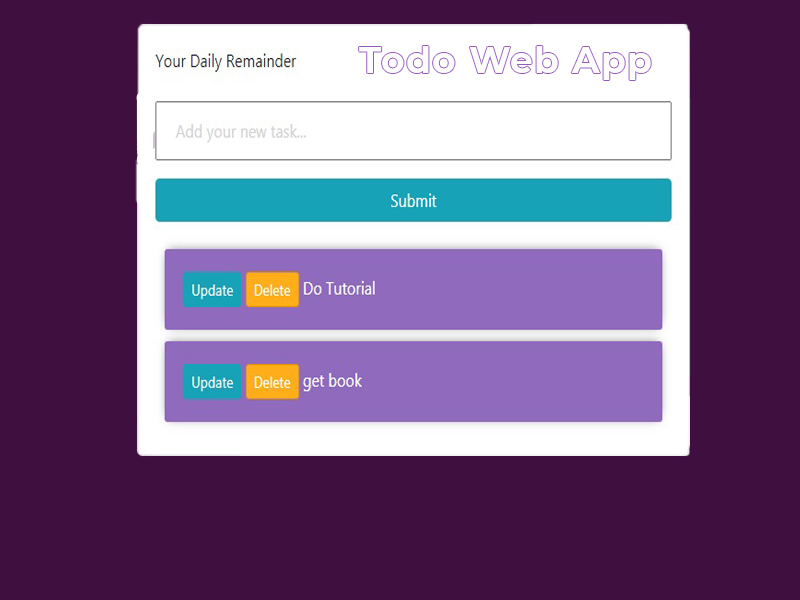 Your Daily Remainder
Todo Web App
Add your new task...
Submit
Update Delete Do Tutorial
Update Delete get book